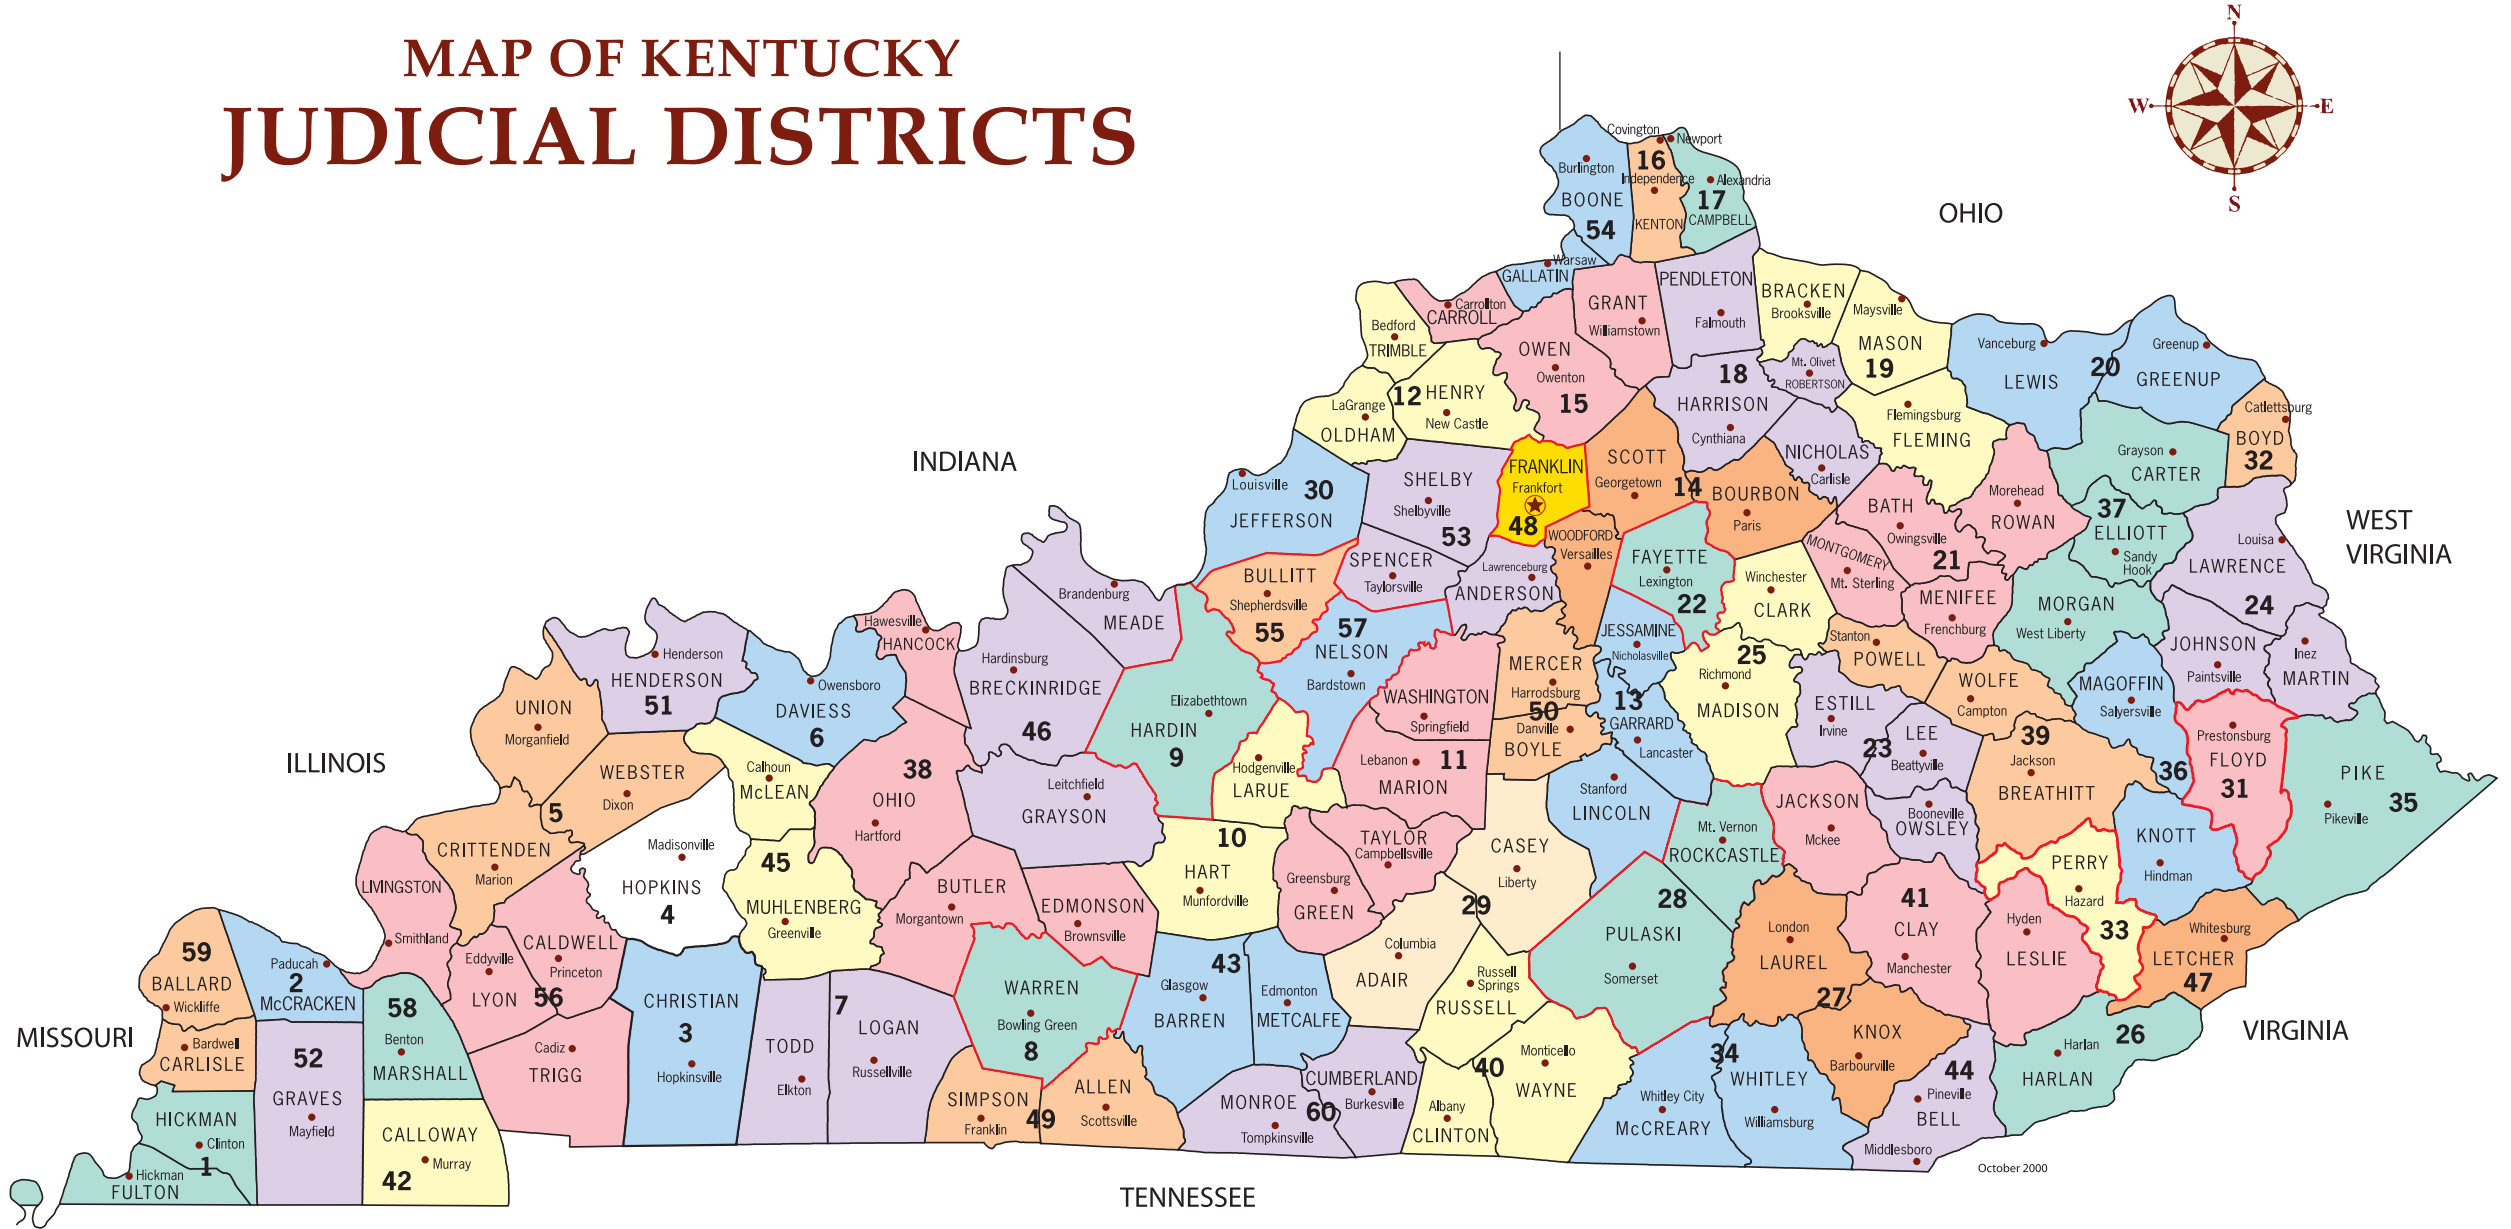 MAP OF KENTUCKY
JUDICIAL DISTRICTS
N
W
E
S
OHIO
INDIANA
ILLINOIS
MISSOURI
TENNESSEE
VIRGINIA
WEST
VIRGINIA
Covington
Newport
Burlington
BOONE
54
16
Independence
KENTON
Alexandria
17
CAMPBELL
Warsaw
GALLATIN
Carrollton
CARROLL
GRANT
Williamstown
PENDLETON
Falmouth
BRACKEN
Brooksville
Maysville
MASON
19
Bedford
TRIMBLE
OWEN
Owenton
15
12
HENRY
New Castle
LaGrange
OLDHAM
18
HARRISON
Cynthiana
Mt. Olivet
ROBERTSON
Vanceburg
LEWIS
20
Greenup
GREENUP
Catlettsburg
BOYD
32
Flemingsburg
FLEMING
NICHOLAS
Carlisle
Grayson
CARTER
37
ELLIOTT
Sandy
Hook
Morehead
ROWAN
BATH
Owingsville
21
MONTGOMERY
Mt. Sterling
MENIFEE
Frenchburg
Louisville
30
JEFFERSON
SHELBY
Shelbyville
53
FRANKLIN
Frankfort
48
SCOTT
Georgetown
14
BOURBON
Paris
WOODFORD
Versailles
FAYETTE
Lexington
22
Winchester
CLARK
SPENCER
Taylorsville
Lawrenceburg
ANDERSON
BULLITT
Shepherdsville
55
57
NELSON
Bardstown
Louisa
LAWRENCE
24
MORGAN
West Liberty
JOHNSON
Paintsville
Inez
MARTIN
Stanton
POWELL
WOLFE
Campton
MAGOFFIN
Salyersville
36
Prestonsburg
FLOYD
31
PIKE
35
Pikeville
Brandenburg
MEADE
Hardinsburg
BRECKINRIDGE
46
Hawesville
HANCOCK
Henderson
HENDERSON
51
Owensboro
DAVIESS
6
UNION
Morganfield
WEBSTER
Dixon
5
Calhoun
McLEAN
38
OHIO
Hartford
Elizabethtown
HARDIN
9
Hodgenville
LARUE
Leitchfield
GRAYSON
WASHINGTON
Springfield
Lebanon
11
MARION
MERCER
Harrodsburg
50
Danville
BOYLE
JESSAMINE
Nicholasville
13
GARRARD
Lancaster
25
Richmond
MADISON
ESTILL
Irvine
23
LEE
Beattyville
39
Jackson
BREATHITT
Stanford
LINCOLN
Mt. Vernon
ROCKCASTLE
JACKSON
Mckee
Booneville
OWSLEY
KNOTT
Hindman
PERRY
Hazard
33
CRITTENDEN
Marion
LIVINGSTON
Smithland
Madisonville
HOPKINS
4
45
MUHLENBERG
Greenville
BUTLER
Morgantown
EDMONSON
Brownsville
10
HART
Munfordville
TAYLOR
Campbellsville
Greensburg
GREEN
CASEY
Liberty
29
Columbia
ADAIR
28
PULASKI
Somerset
London
LAUREL
27
41
CLAY
Manchester
Hyden
LESLIE
Whitesburg
LETCHER
47
59
BALLARD
Wickliffe
Paducah
2
McCRACKEN
Eddyville
LYON
CALDWELL
Princeton
56
Cadiz
TRIGG
58
Benton
MARSHALL
CHRISTIAN
3
Hopkinsville
TODD
Elkton
7
LOGAN
Russellville
WARREN
Bowling Green
8
Glasgow
43
BARREN
Edmonton
METCALFE
Russell
Springs
RUSSELL
Bardwell
CARLISLE
52
GRAVES
Mayfield
HICKMAN
Clinton
1
Hickman
FULTON
CALLOWAY
Murray
42
SIMPSON
Franklin
49
ALLEN
Scottsville
MONROE
Tompkinsville
60
CUMBERLAND
Burkesville
Albany
CLINTON
40
Monticello
WAYNE
Whitley City
McCREARY
34
WHITLEY
Williamsburg
KNOX
Barbourville
44
Pineville
BELL
Middlesboro
Harlan
26
HARLAN
October 2000